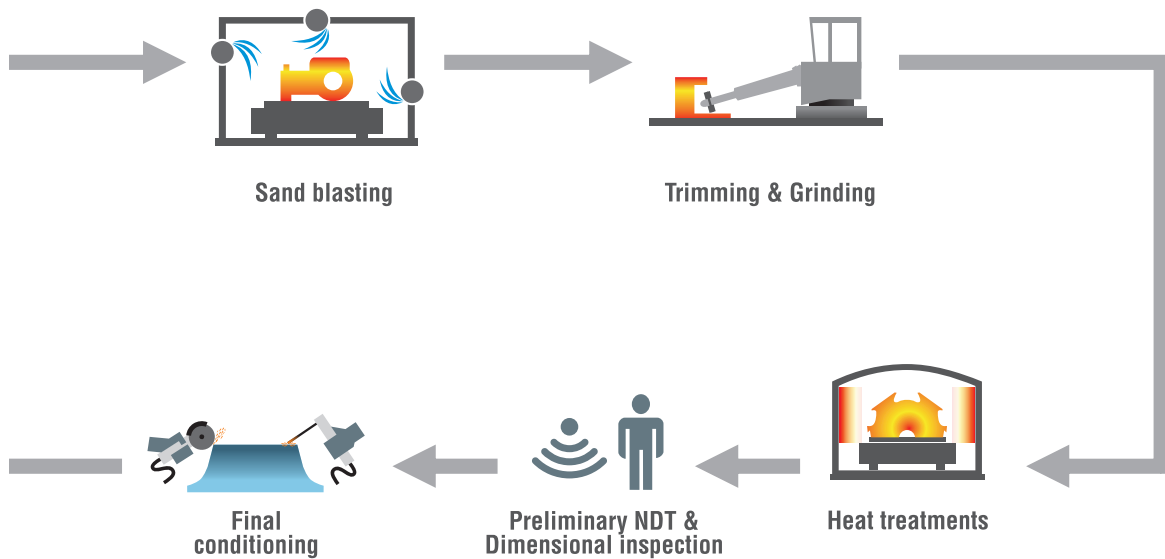 Sand blasting
Trimming & Grinding
Heat treatments
Preliminary NDT &
Dimensional inspection
Final
conditioning